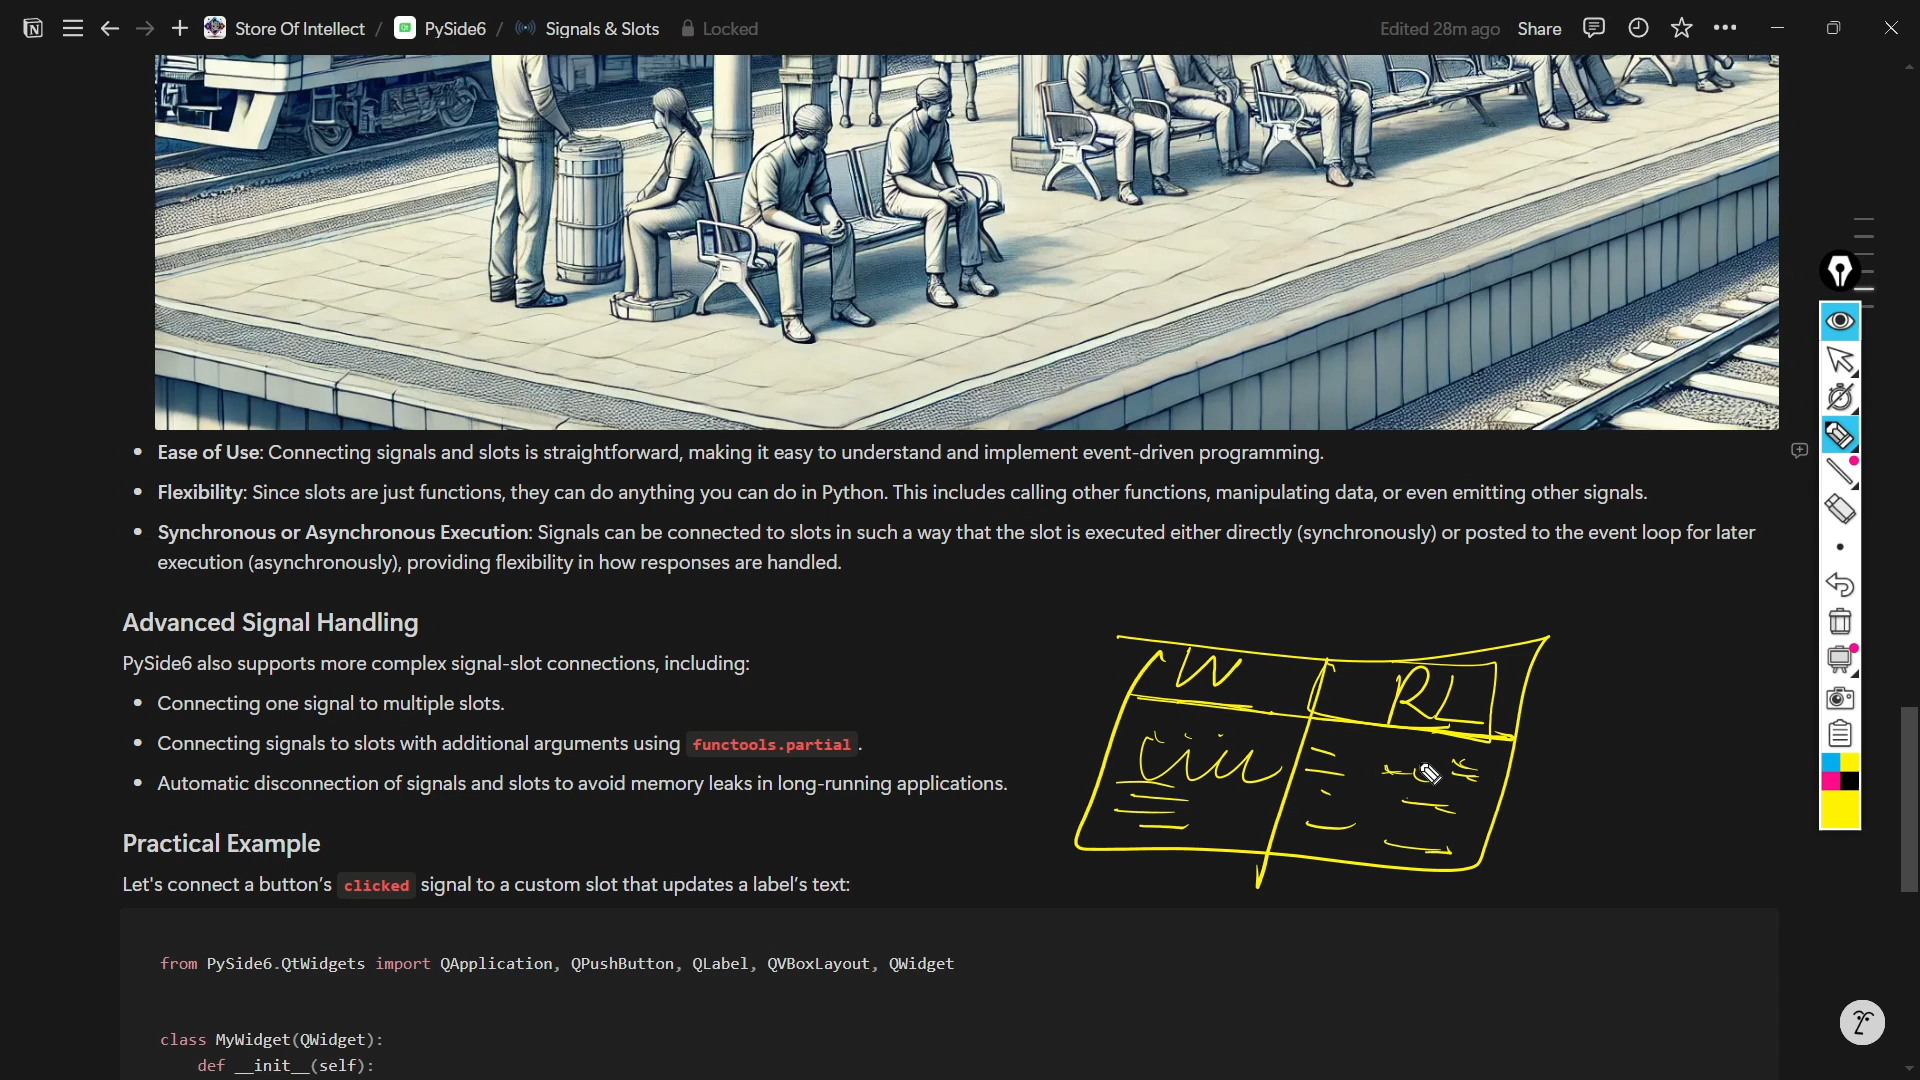 Store Of Intellect / PySide6 / Signals & Slots Locked Edited 28m ago Share
Ease of Use: Connecting signals and slots is straightforward, making it easy to understand and implement event-driven programming.
Flexibility: Since slots are just functions, they can do anything you can do in Python. This includes calling other functions, manipulating data, or even emitting other signals.
Synchronous or Asynchronous Execution: Signals can be connected to slots in such a way that the slot is executed either directly (synchronously) or posted to the event loop for later
execution (asynchronously), providing flexibility in how responses are handled.
Advanced Signal Handling
PySide6 also supports more complex signal-slot connections, including:
W
RL
Connecting one signal to multiple slots.
Connecting signals to slots with additional arguments using functools.partial.
Automatic disconnection of signals and slots to avoid memory leaks in long-running applications.
Practical Example
Let's connect a button's clicked signal to a custom slot that updates a label's text:
from PySide6.QtWidgets import QApplication, QPushButton, QLabel, QVBoxLayout, QWidget
class MyWidget(QWidget):
def __init__(self):